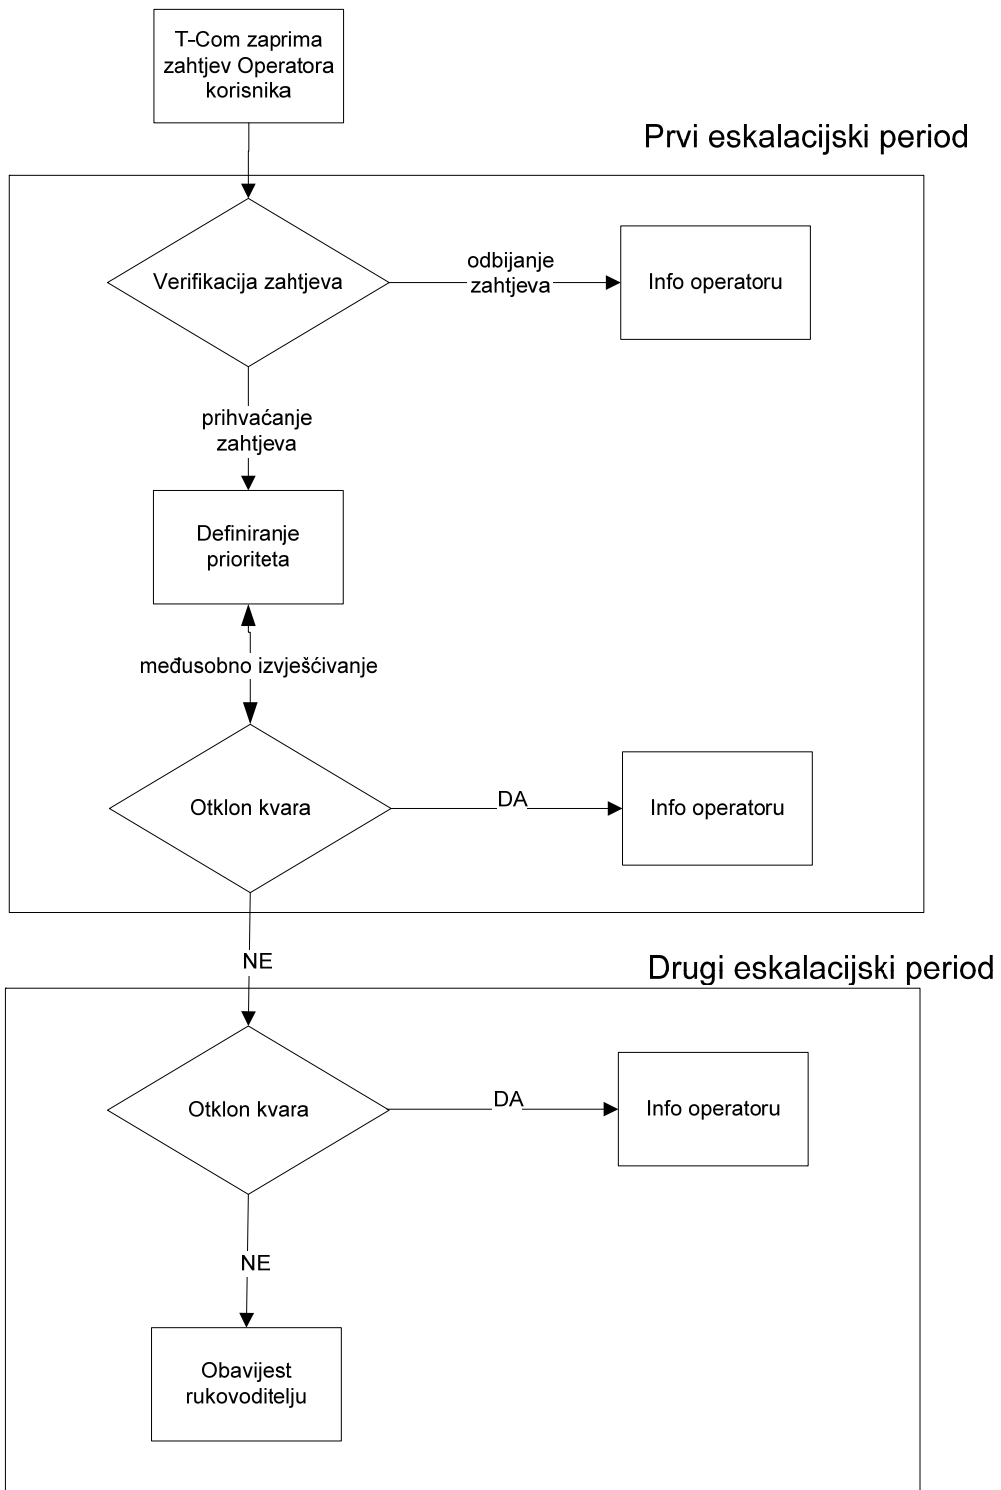 T-Com zaprima
zahtjev Operatora
korisnika
Prvi eskalacijski period
Verifikacija zahtjeva
odbijanje
zahtjeva
Info operatoru
prihvaćanje
zahtjeva
Definiranje
prioriteta
međusobno izvješćivanje
Otklon kvara
DA
Info operatoru
NE
Drugi eskalacijski period
Otklon kvara
DA
Info operatoru
NE
Obavijest
rukovoditelju